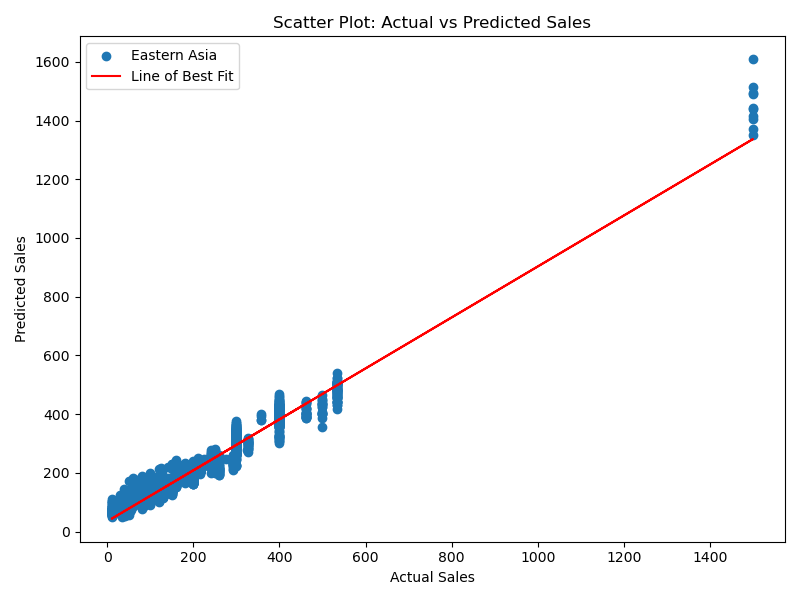 Scatter Plot: Actual vs Predicted Sales
Eastern Asia
Line of Best Fit
Predicted Sales
1600
1400
1200
1000
800
600
400
200
0
0 200 400 600 800 1000 1200 1400
Actual Sales